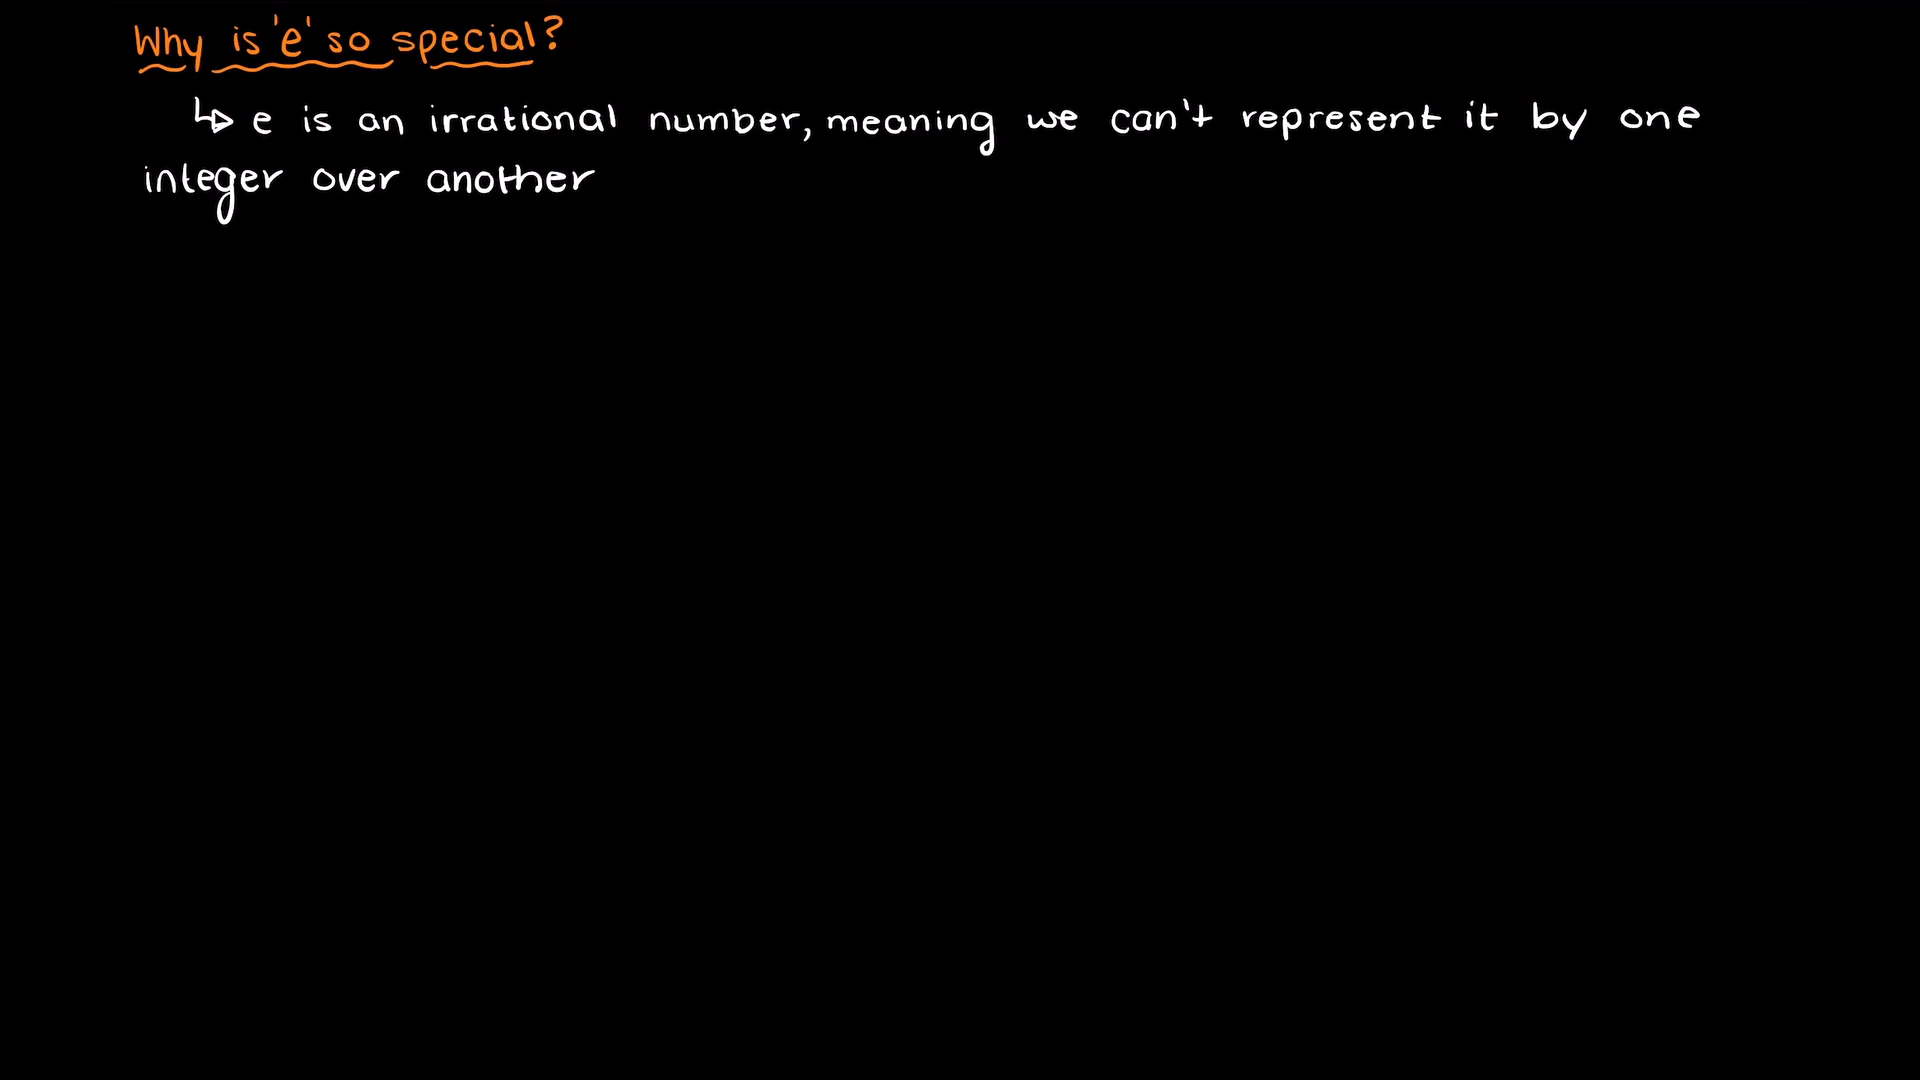 Why is 'e' so special?
↳ e is an irrational number, meaning we can't represent it by one
integer over another